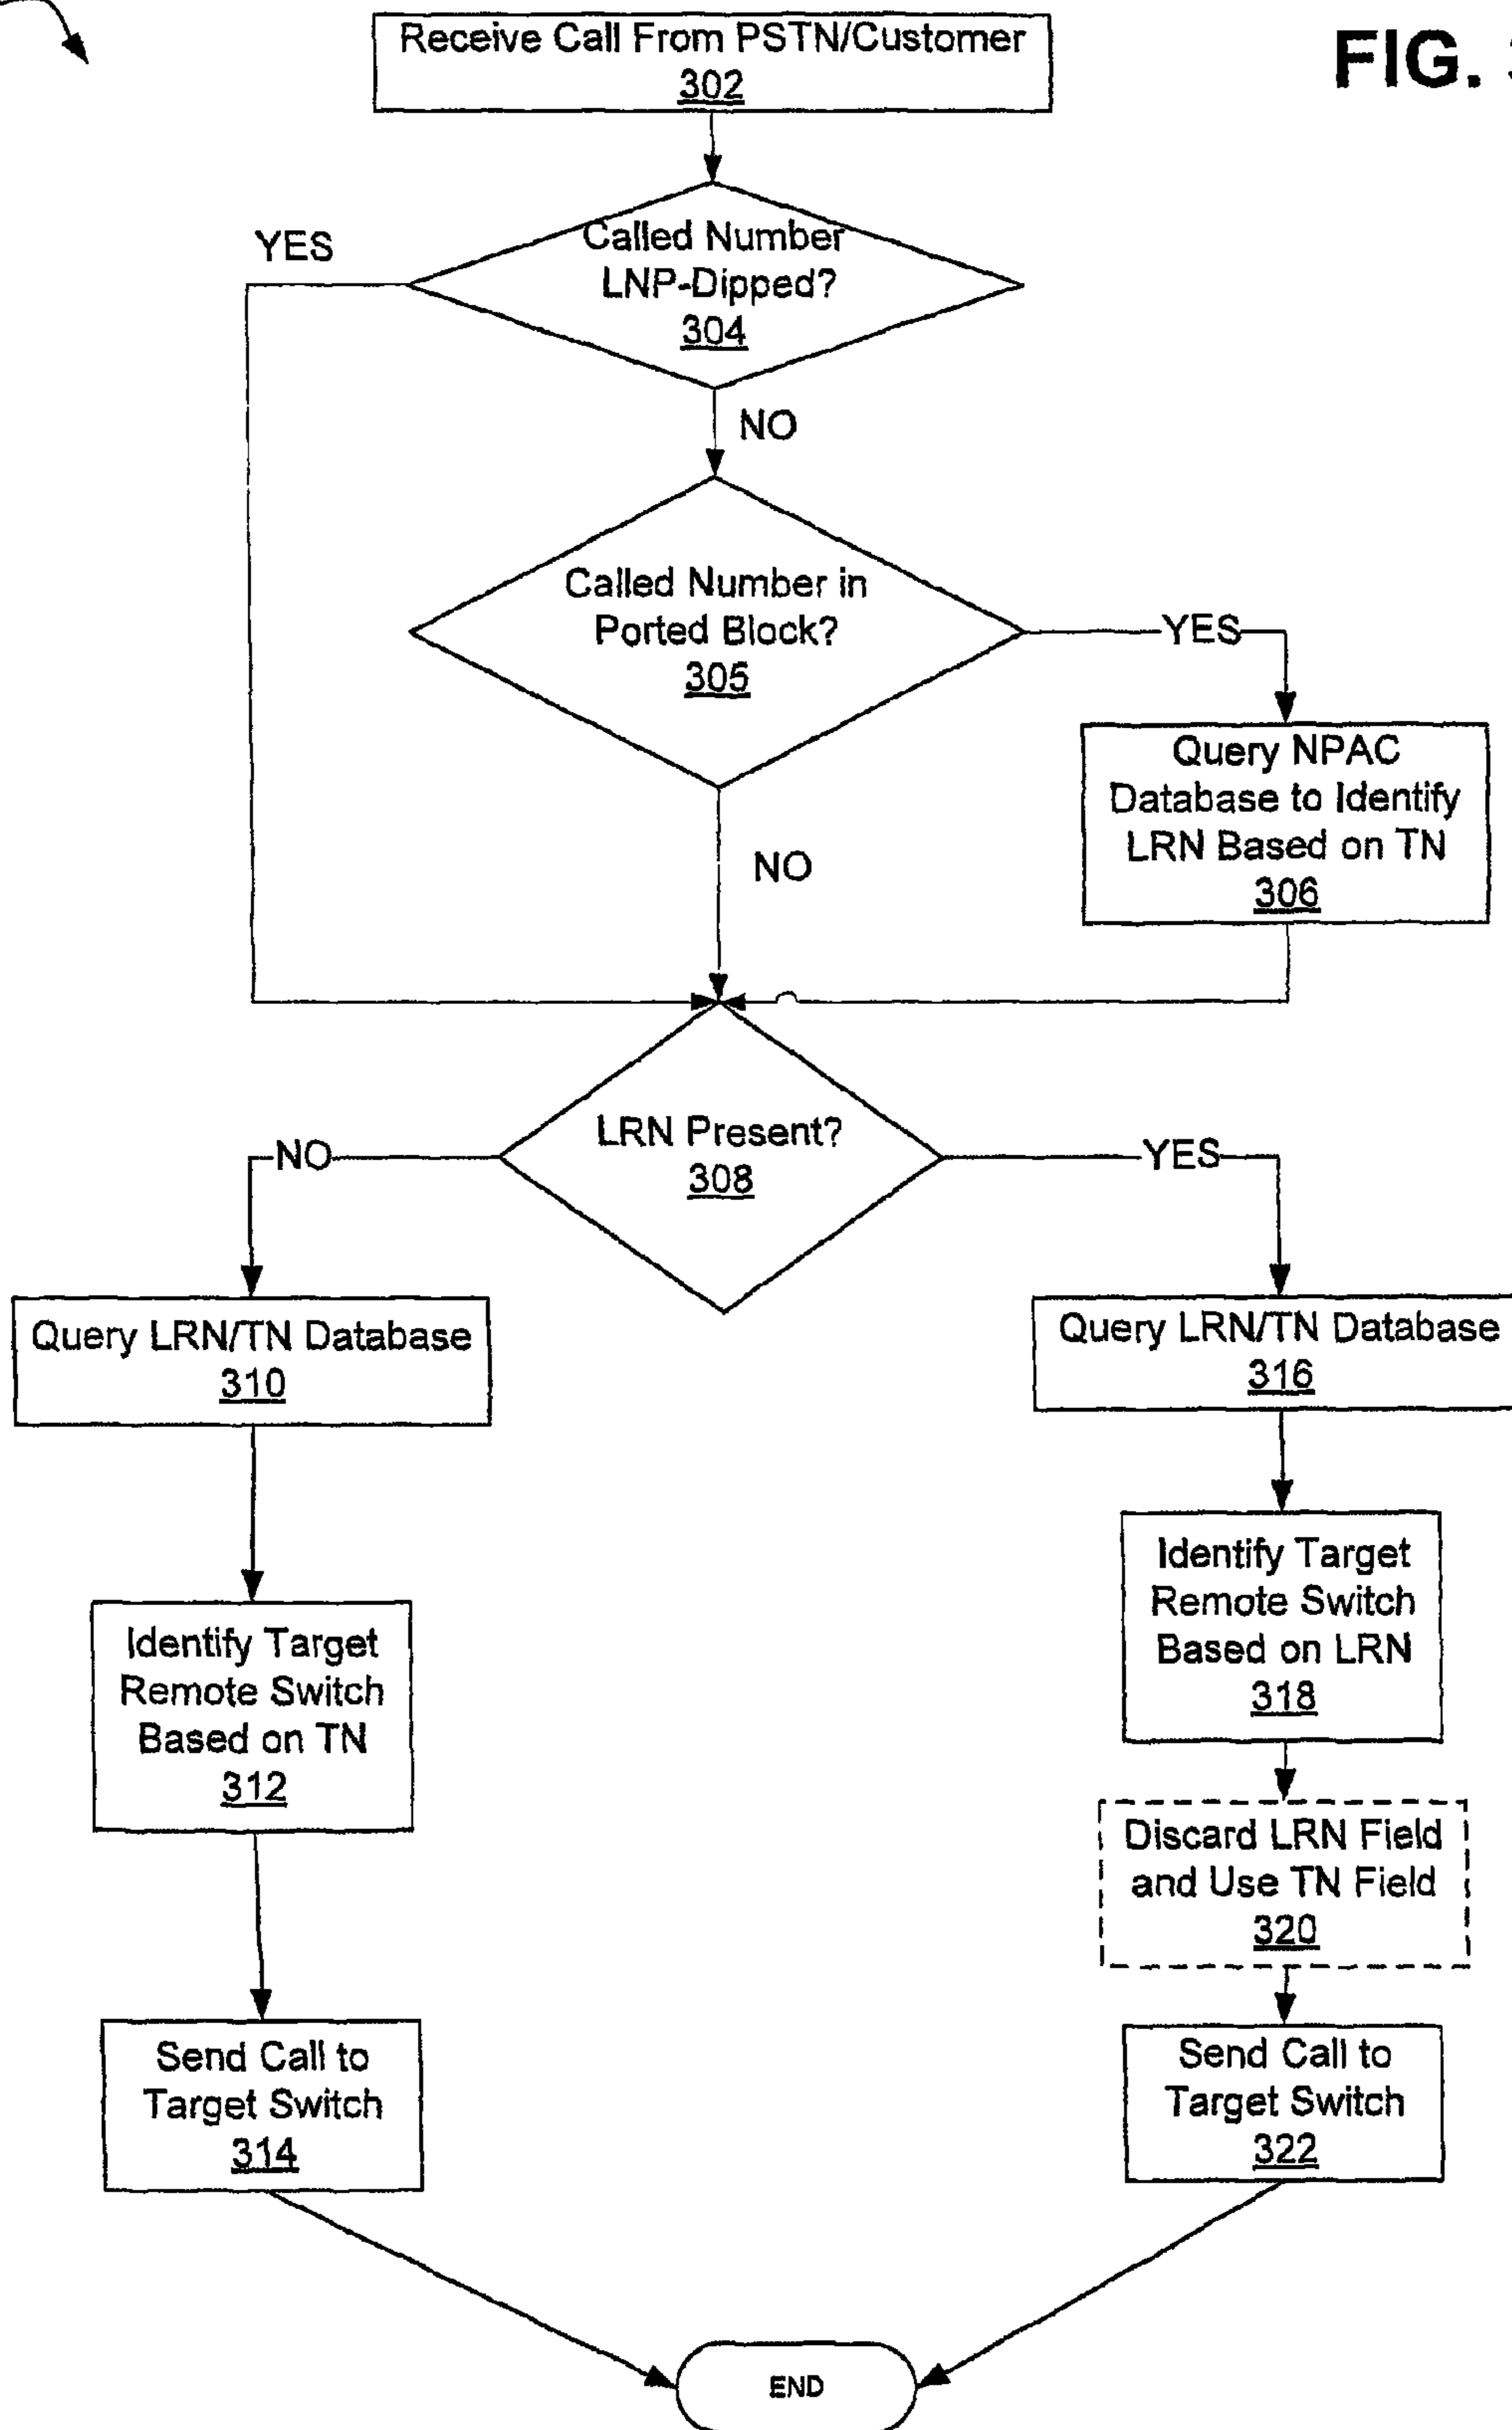 Receive Call From PSTN/Customer
302
FIG.
Called Number
LNP-Dipped?
304
YES
NO
Called Number in
Ported Block?
305
YES
Query NPAC
Database to Identify
LRN Based on TN
306
NO
LRN Present?
308
NO
YES
Query LRN/TN Database
310
Query LRN/TN Database
316
Identify Target
Remote Switch
Based on TN
312
Identify Target
Remote Switch
Based on LRN
318
Discard LRN Field
and Use TN Field
320
Send Call to
Target Switch
314
Send Call to
Target Switch
322
END